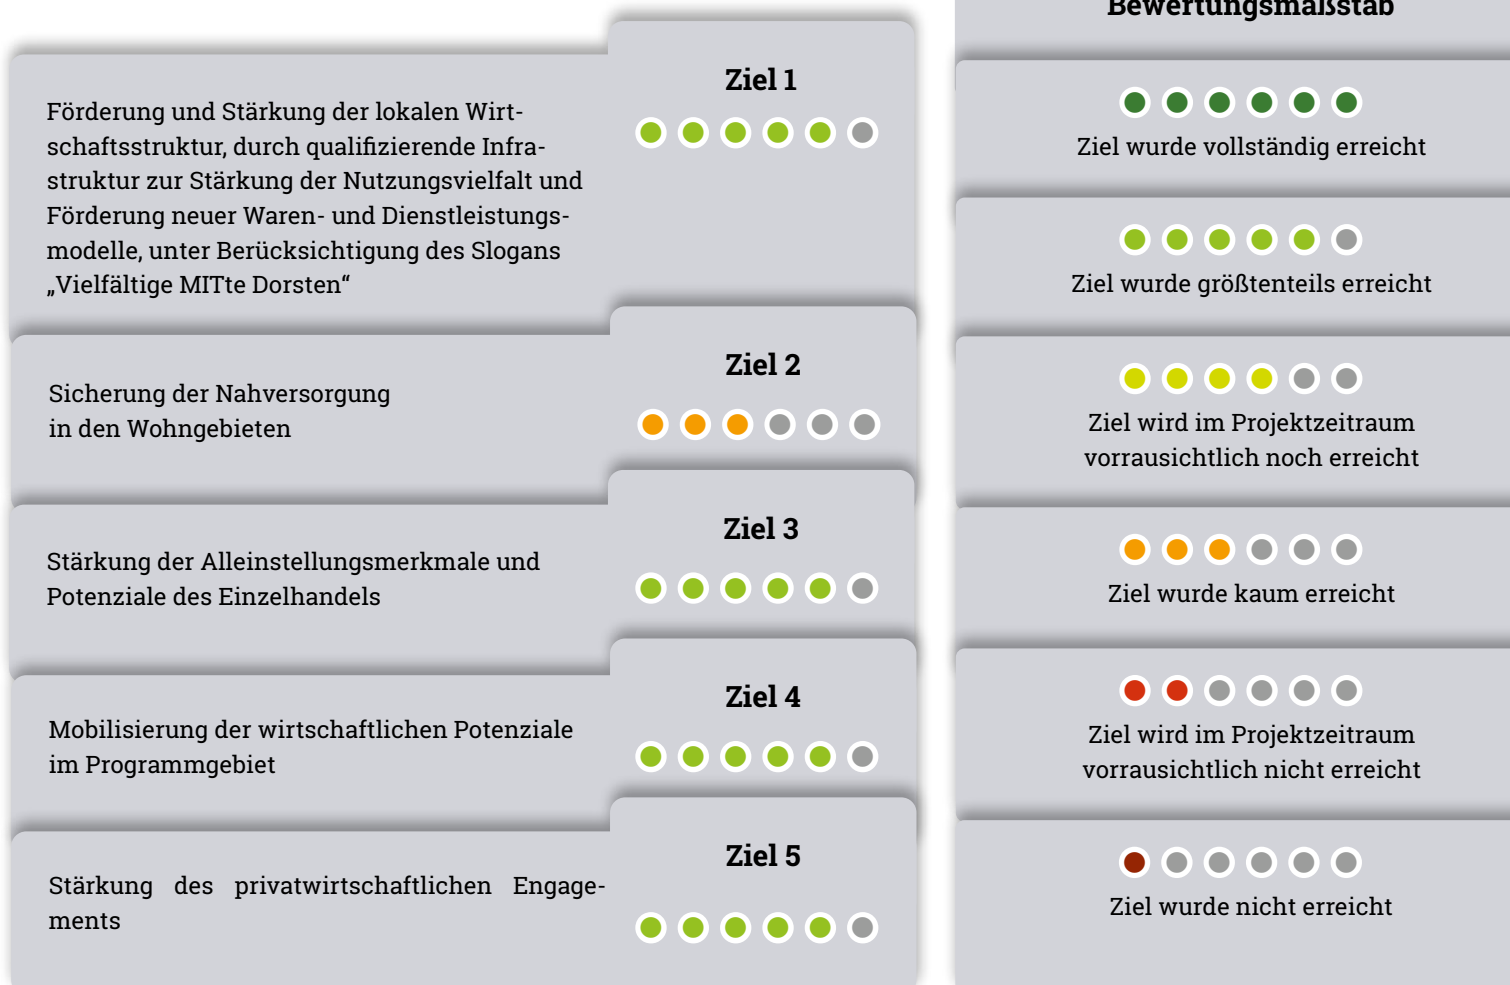 Ziel 1
Förderung und Stärkung der lokalen Wirt-
schaftsstruktur, durch qualifizierende Infra-
struktur zur Stärkung der Nutzungsvielfalt und
Förderung neuer Waren- und Dienstleistungs-
modelle, unter Berücksichtigung des Slogans
„Vielfältige MITte Dorsten“
Ziel 2
Sicherung der Nahversorgung
in den Wohngebieten
Ziel 3
Stärkung der Alleinstellungsmerkmale und
Potenziale des Einzelhandels
Ziel 4
Mobilisierung der wirtschaftlichen Potenziale
im Programmgebiet
Ziel 5
Stärkung des privatwirtschaftlichen Engage-
ments
Bewertungsmaßstab
Ziel wurde vollständig erreicht
Ziel wurde größtenteils erreicht
Ziel wird im Projektzeitraum
vorrausichtlich noch erreicht
Ziel wurde kaum erreicht
Ziel wird im Projektzeitraum
vorrausichtlich nicht erreicht
Ziel wurde nicht erreicht